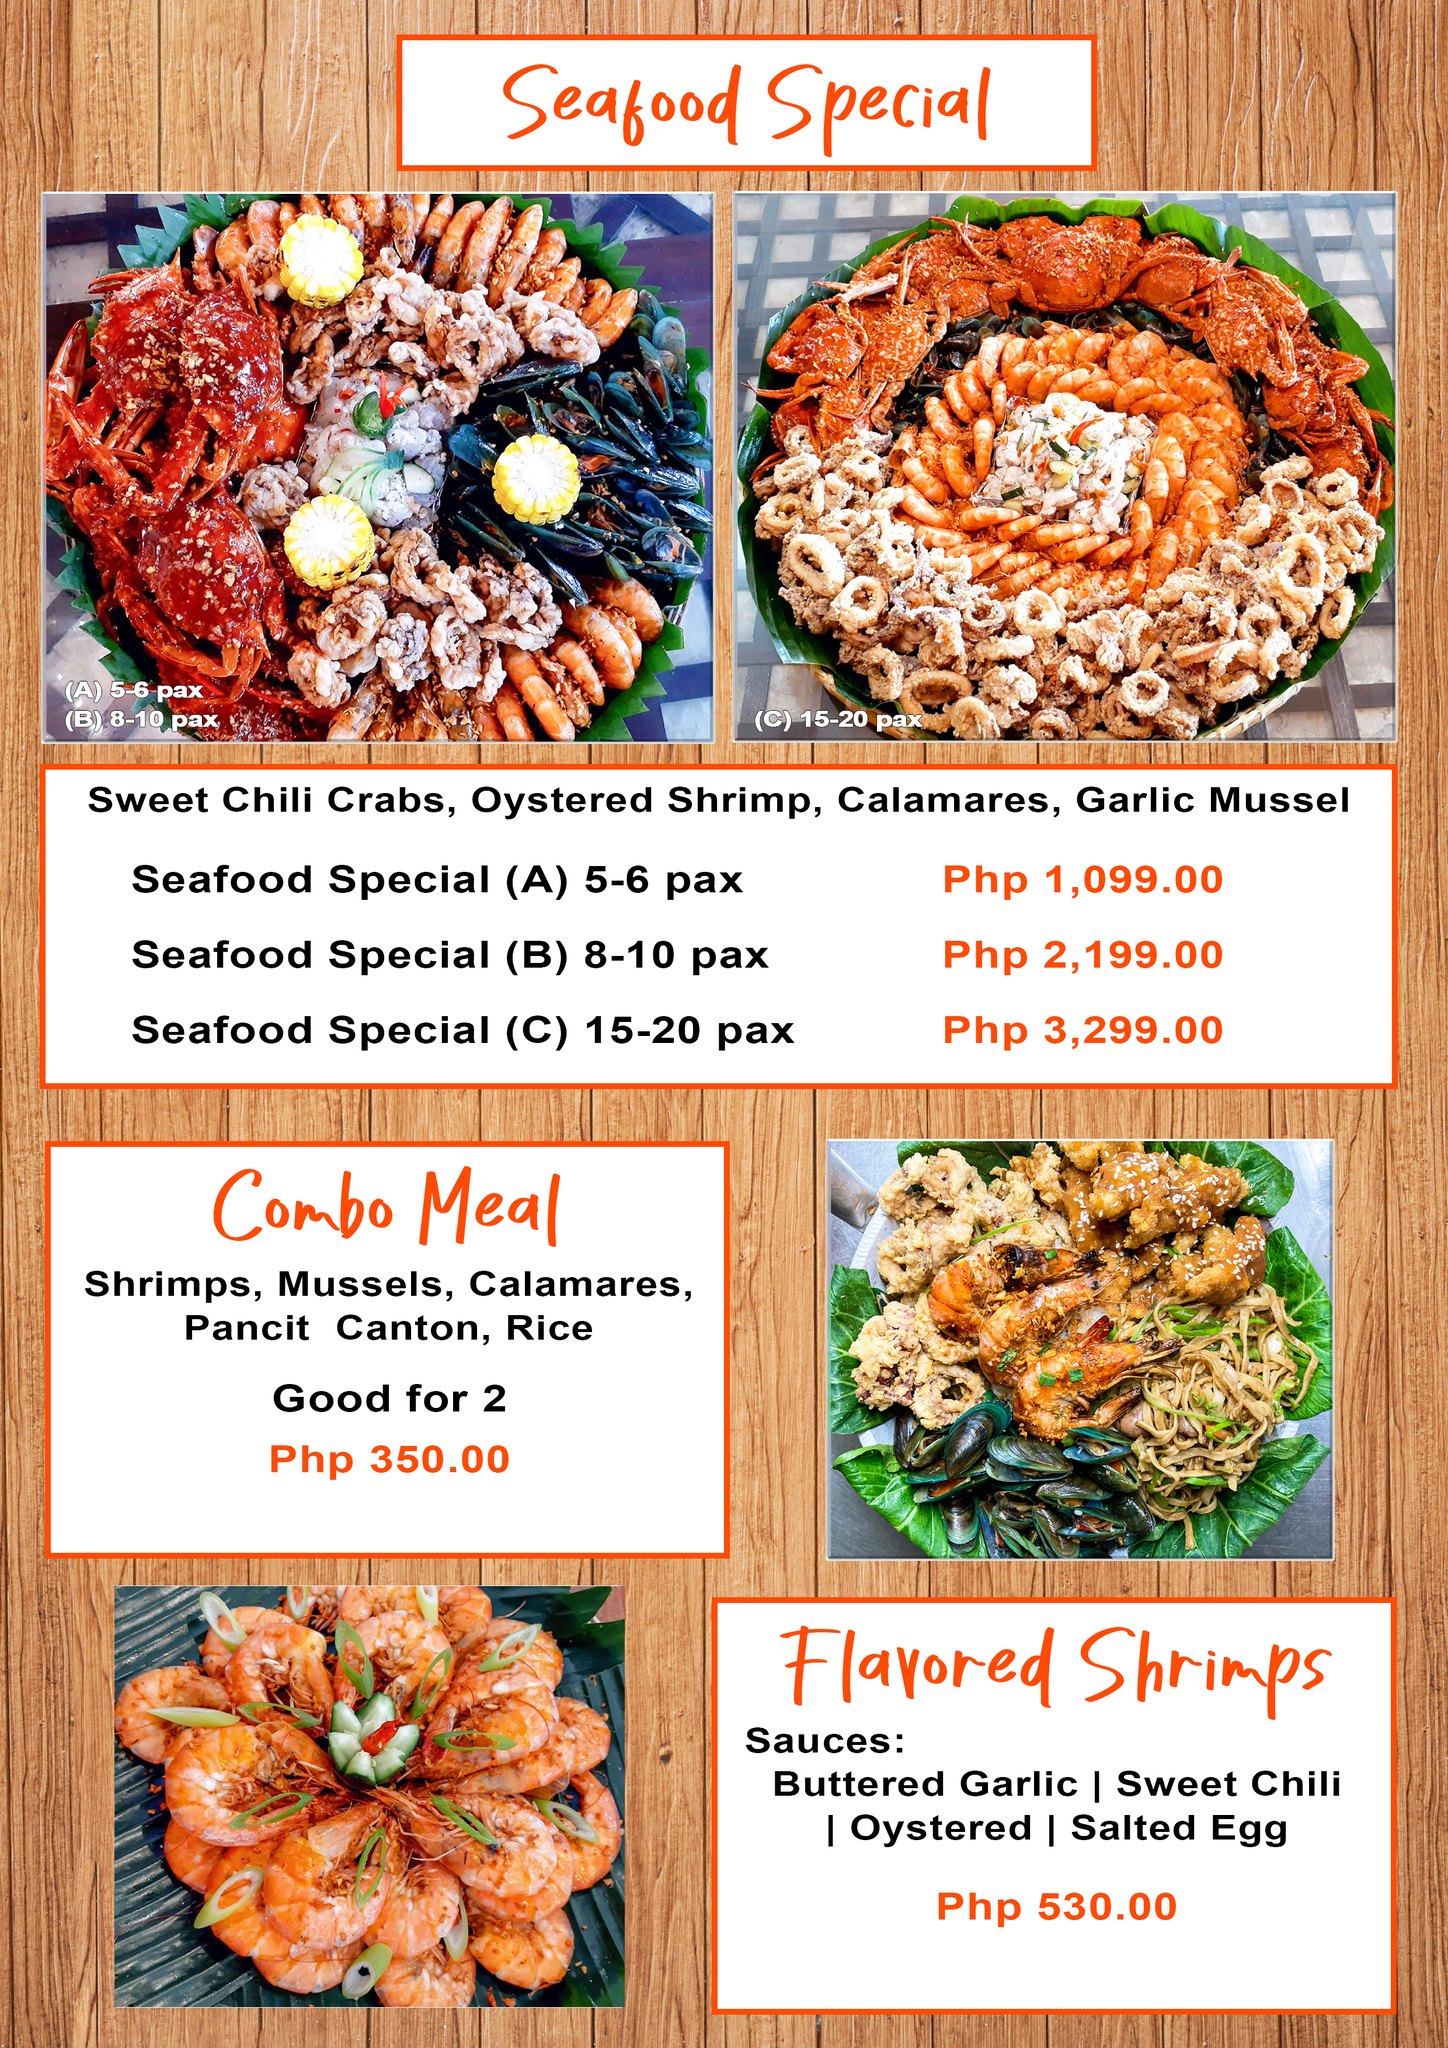 Seafood Special
(A) 5-6 pax
(B) 8-10 pax
(C) 15-20 pax
Sweet Chili Crabs, Oystered Shrimp, Calamares, Garlic Mussel
Seafood Special (A) 5-6 pax Php 1,099.00
Seafood Special (B) 8-10 pax Php 2,199.00
Seafood Special (C) 15-20 pax Php 3,299.00
Combo Meal
Shrimps, Mussels, Calamares,
Pancit Canton, Rice
Good for 2
Php 350.00
Flavored Shrimps
Sauces:
Buttered Garlic | Sweet Chili
| Oystered | Salted Egg
Php 530.00